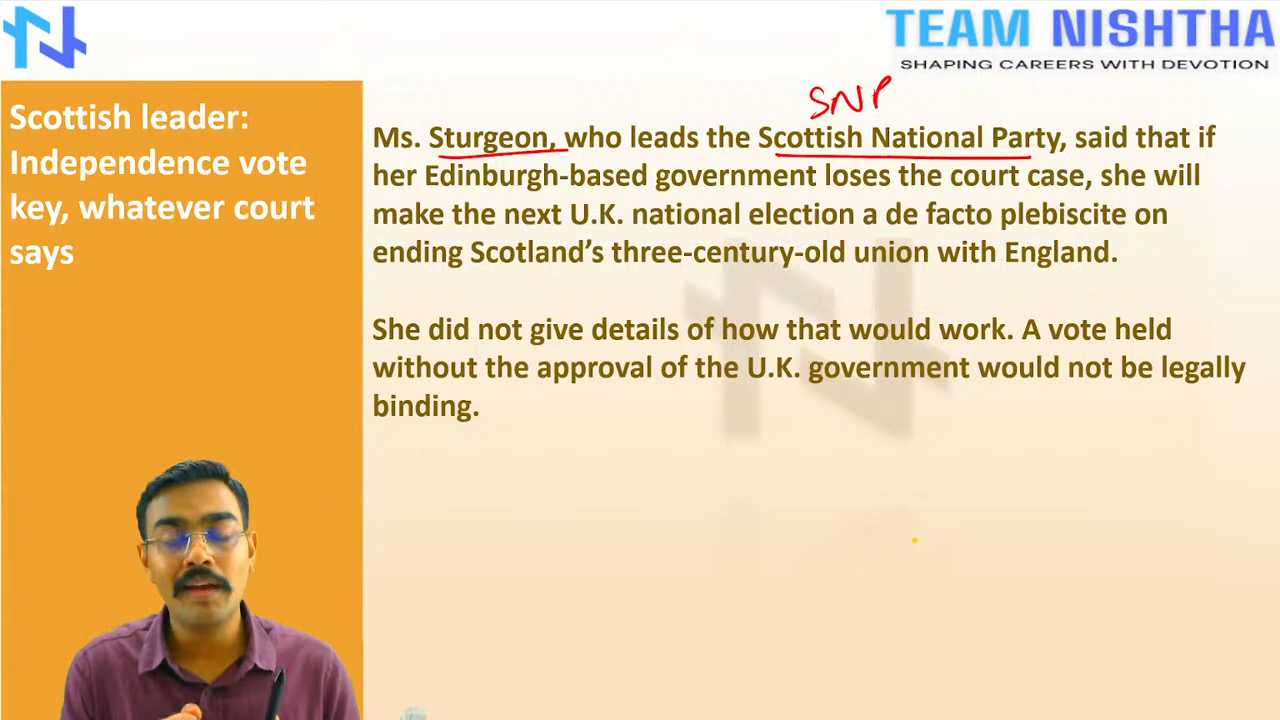 TEAM NISHTHA
SHAPING CAREERS WITH DEVOTION
Scottish leader:
Independence vote
key, whatever court
says
SNP
Ms. Sturgeon, who leads the Scottish National Party, said that if
her Edinburgh-based government loses the court case, she will
make the next U.K. national election a de facto plebiscite on
ending Scotland’s three-century-old union with England.
She did not give details of how that would work. A vote held
without the approval of the U.K. government would not be legally
binding.